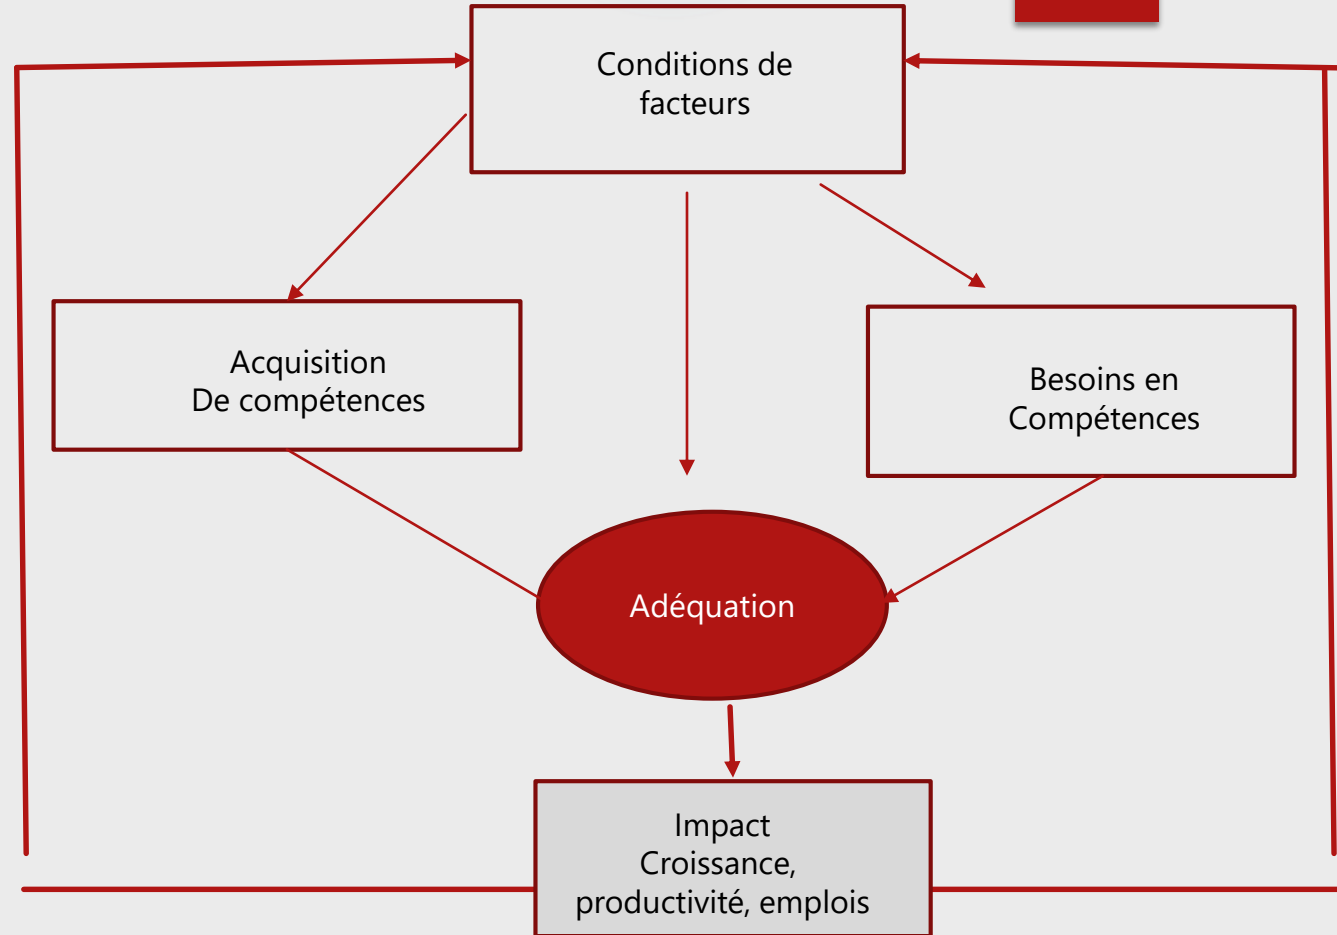 Conditions de
facteurs
Acquisition
De compétences
Besoins en
Compétences
Adéquation
Impact
Croissance,
productivité, emplois